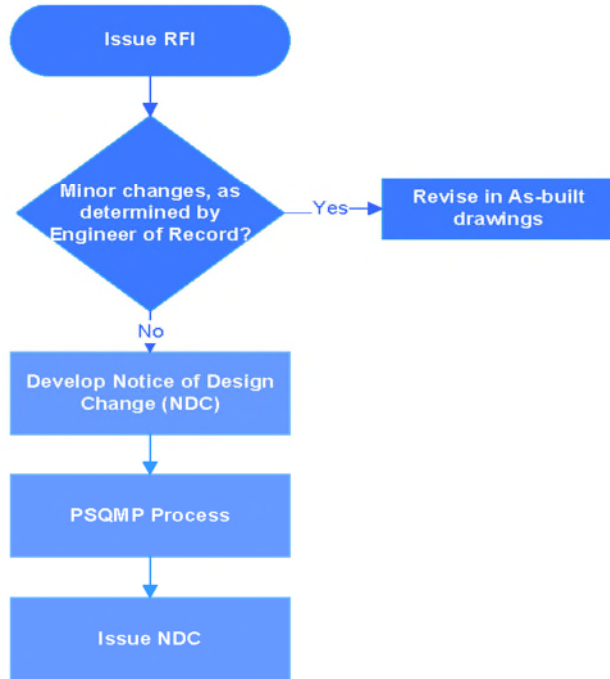 Issue RFI
Minor changes, as
determined by
Engineer of Record?
Yes
Revise in As-built
drawings
No
Develop Notice of Design
Change (NDC)
PSQMP Process
Issue NDC